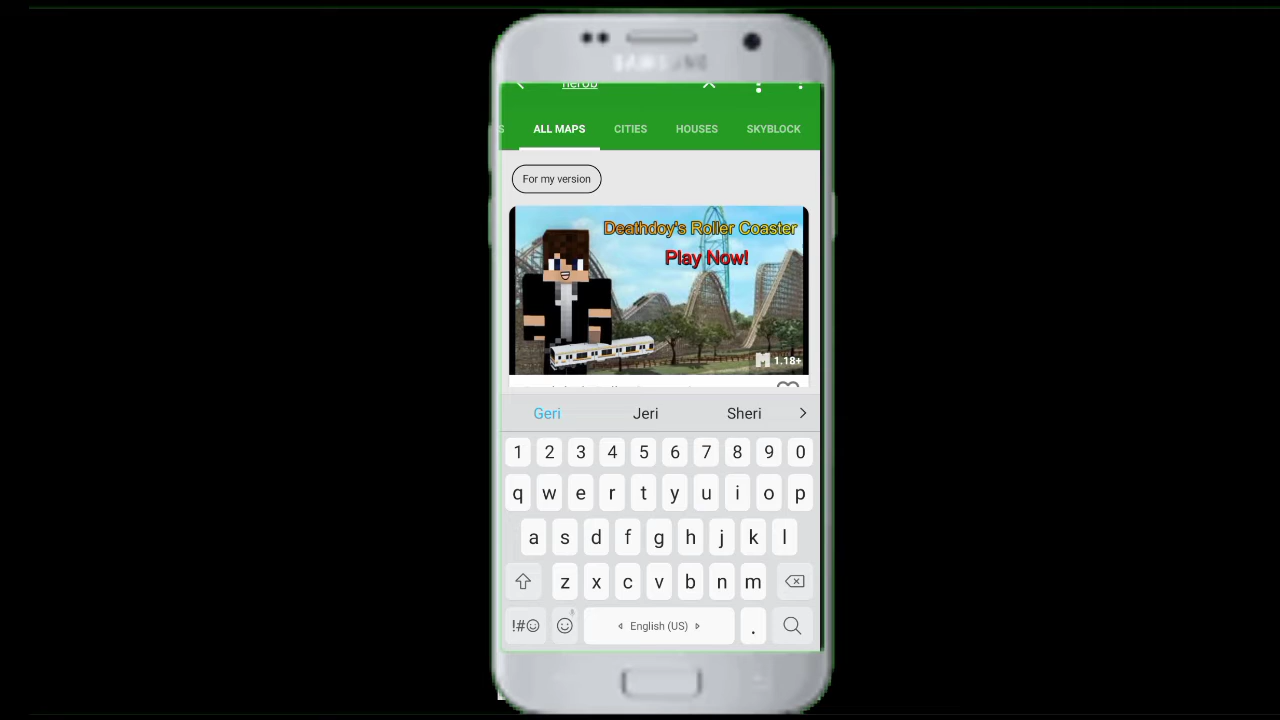 SAMSUNG
herob
S ALL MAPS CITIES HOUSES SKYBLOCK
For my version
Deathdoy's Roller Coaster
Play Now!
1.18+
Geri Jeri Sheri
1 2 3 4 5 6 7 8 9 0
q w e r t y u i o p
a s d f g h j k l
z x c v b n m
!#☺ English (US) .